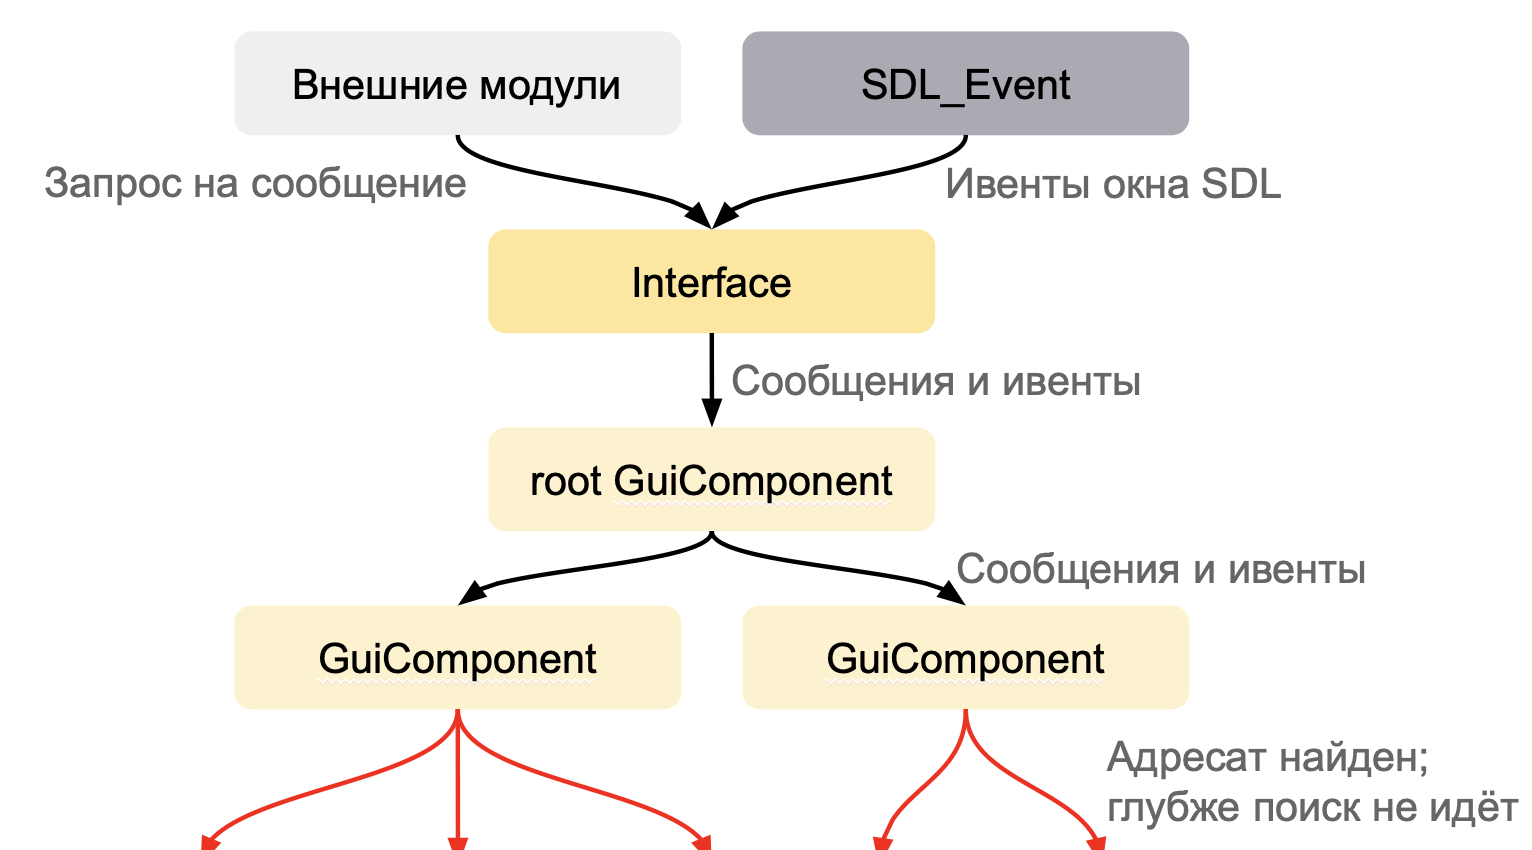 Внешние модули
SDL_Event
Запрос на сообщение
Ивенты окна SDL
Interface
Сообщения и ивенты
root GuiComponent
Сообщения и ивенты
GuiComponent
GuiComponent
Адресат найден;
глубже поиск не идёт